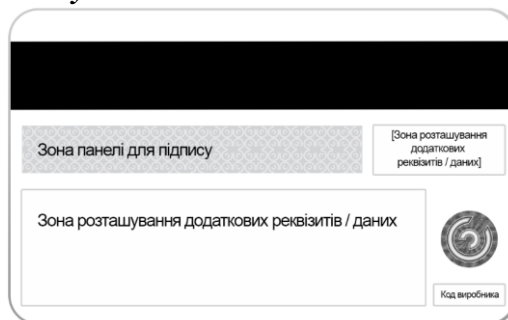 Зона панелі для підпису
[Зона розташування
додаткових
реквізитів / даних]
Зона розташування додаткових реквізитів / даних
Код виробника